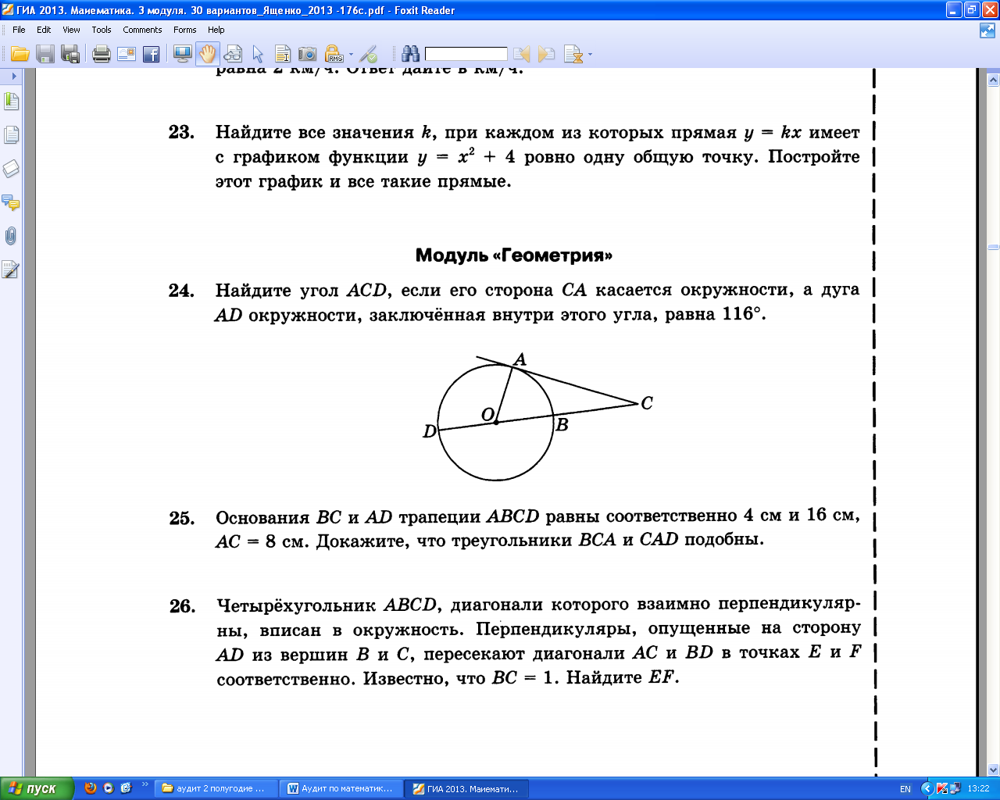 ГИА 2013. Маиематика. 3 модуля. 30 вариантов_Ященко_2013 -176с.pdf - Foxit Reader
File Edit View Tools Comments Forms Help
равна 2 км/ч. Ответ дайте в км/ч.
23. Найдите все значения k, при каждом из которых прямая y = kx имеет
с графиком функции y = x² + 4 ровно одну общую точку. Постройте
этот график и все такие прямые.
Модуль «Геометрия»
24. Найдите угол ACD, если его сторона CA касается окружности, а дуга
AD окружности, заключённая внутри этого угла, равна 116°.
A
C
O
B
D
25. Основания BC и AD трапеции ABCD равны соответственно 4 см и 16 см,
AC = 8 см. Докажите, что треугольники BCA и CAD подобны.
26. Четырёхугольник ABCD, диагонали которого взаимно перпендикуляр-
ны, вписан в окружность. Перпендикуляры, опущенные на сторону
AD из вершин B и C, пересекают диагонали AC и BD в точках E и F
соответственно. Известно, что BC = 1. Найдите EF.
пуск
аудит 2 полугодие ...
Аудит по математик...
ГИА 2013. Маиемати...
EN
13:22